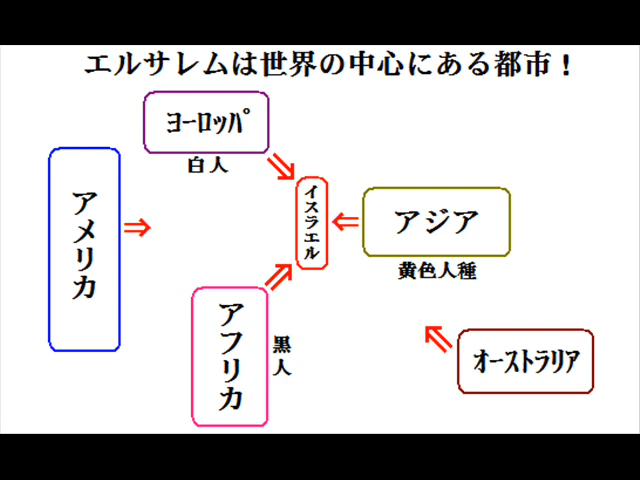 エルサレムは世界の中心にある都市！
ﾖｰﾛｯﾊﾟ
白人
アメリカ
イスラエル
アジア
黄色人種
アフリカ
黒人
ｵｰｽﾄﾗﾘｱ